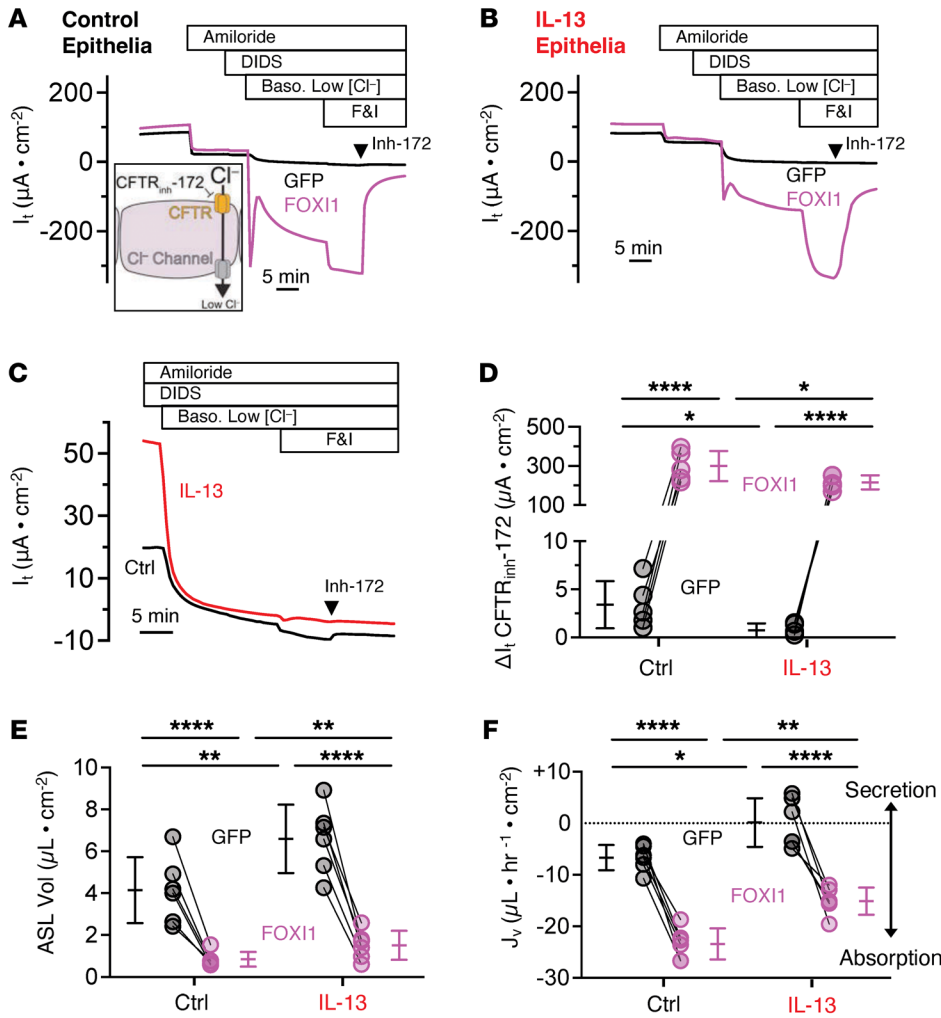 A
Control
Epithelia
Amiloride
DIDS
Baso. Low [Cl⁻)
F&I
Inh-172
GFP
FOXI1
200
0
-200
Iₜ (µA • cm⁻²)
5 min
CFTRᵢₙₕ-172
Cl⁻
CFTR
Cl⁻ Channel
Low Cl⁻
B
IL-13
Epithelia
Amiloride
DIDS
Baso. Low [Cl⁻]
F&I
Inh-172
GFP
FOXI1
200
0
-200
Iₜ (µA • cm⁻²)
5 min
C
Amiloride
DIDS
Baso. Low [Cl⁻]
F&I
50
30
10
-10
Iₜ (µA • cm⁻²)
IL-13
Ctrl
Inh-172
5 min
D
****
*
*
****
500
300
100
10
5
0
ΔIₜ CFTRᵢₙₕ-172 (µA • cm⁻²)
FOXI1
GFP
Ctrl
IL-13
E
****
**
**
****
10
8
6
4
2
0
ASL Vol (µL • cm⁻²)
GFP
FOXI1
Ctrl
IL-13
F
****
**
*
****
+10
0
-10
-20
-30
Jᵥ (µL • hr⁻¹ • cm⁻²)
GFP
FOXI1
Secretion
Absorption
Ctrl
IL-13